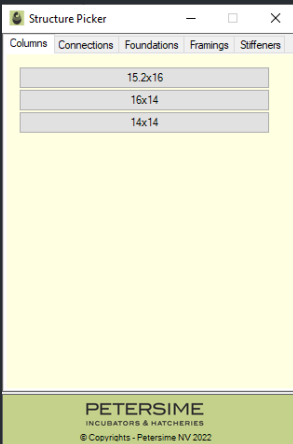 Structure Picker
Columns Connections Foundations Framings Stiffeners
15.2x16
16x14
14x14
PETERSIME
INCUBATORS & HATCHERIES
© Copyrights - Petersime NV 2022